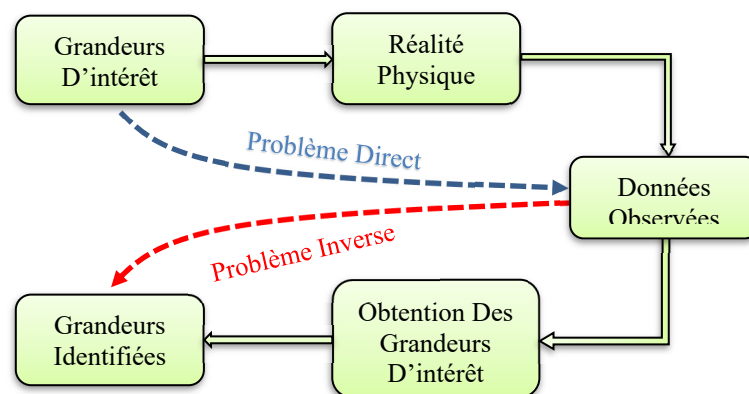 Grandeurs
D'intérêt
Réalité
Physique
Problème Direct
Données
Observées
Problème Inverse
Grandeurs
Identifiées
Obtention Des
Grandeurs
D'intérêt